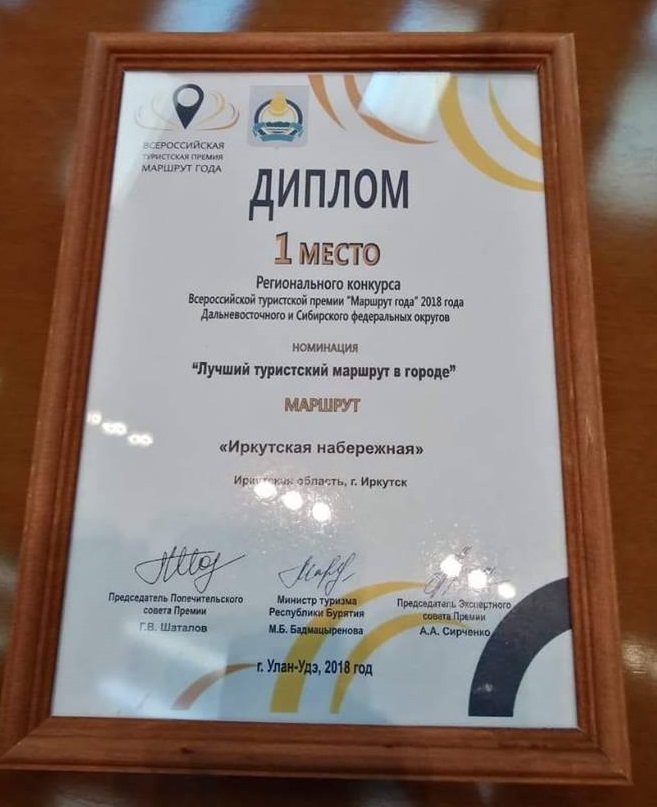 ВСЕРОССИЙСКАЯ
ТУРИСТСКАЯ ПРЕМИЯ
МАРШРУТ ГОДА
ДИПЛОМ
1 МЕСТО
Регионального конкурса
Всероссийской туристской премии "Маршрут года" 2018 года
Дальневосточного и Сибирского федеральных округов
НОМИНАЦИЯ
"Лучший туристский маршрут в городе"
МАРШРУТ
«Иркутская набережная»
Иркутская область, г. Иркутск
Председатель Попечительского
совета Премии
Г.В. Шаталов
Министр туризма
Республики Бурятия
М.Б. Бадмацыренова
Председатель Экспертного
совета Премии
А.А. Сирченко
г. Улан-Удэ, 2018 год